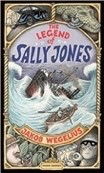 THE LEGEND
of
SALLY JONES
JAKOB WEGELIUS